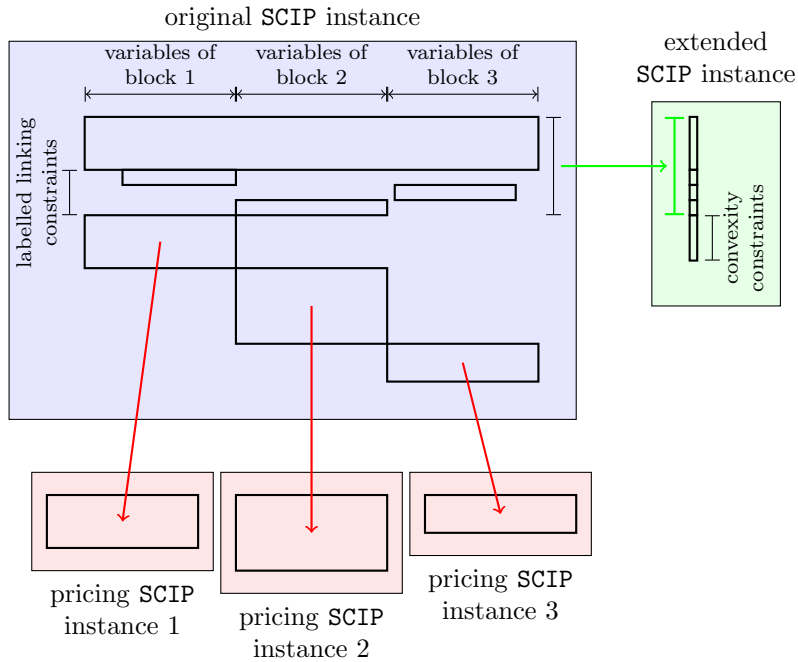 original SCIP instance
variables of
block 1
variables of
block 2
variables of
block 3
labelled linking
constraints
extended
SCIP instance
convexity
constraints
pricing SCIP
instance 1
pricing SCIP
instance 2
pricing SCIP
instance 3